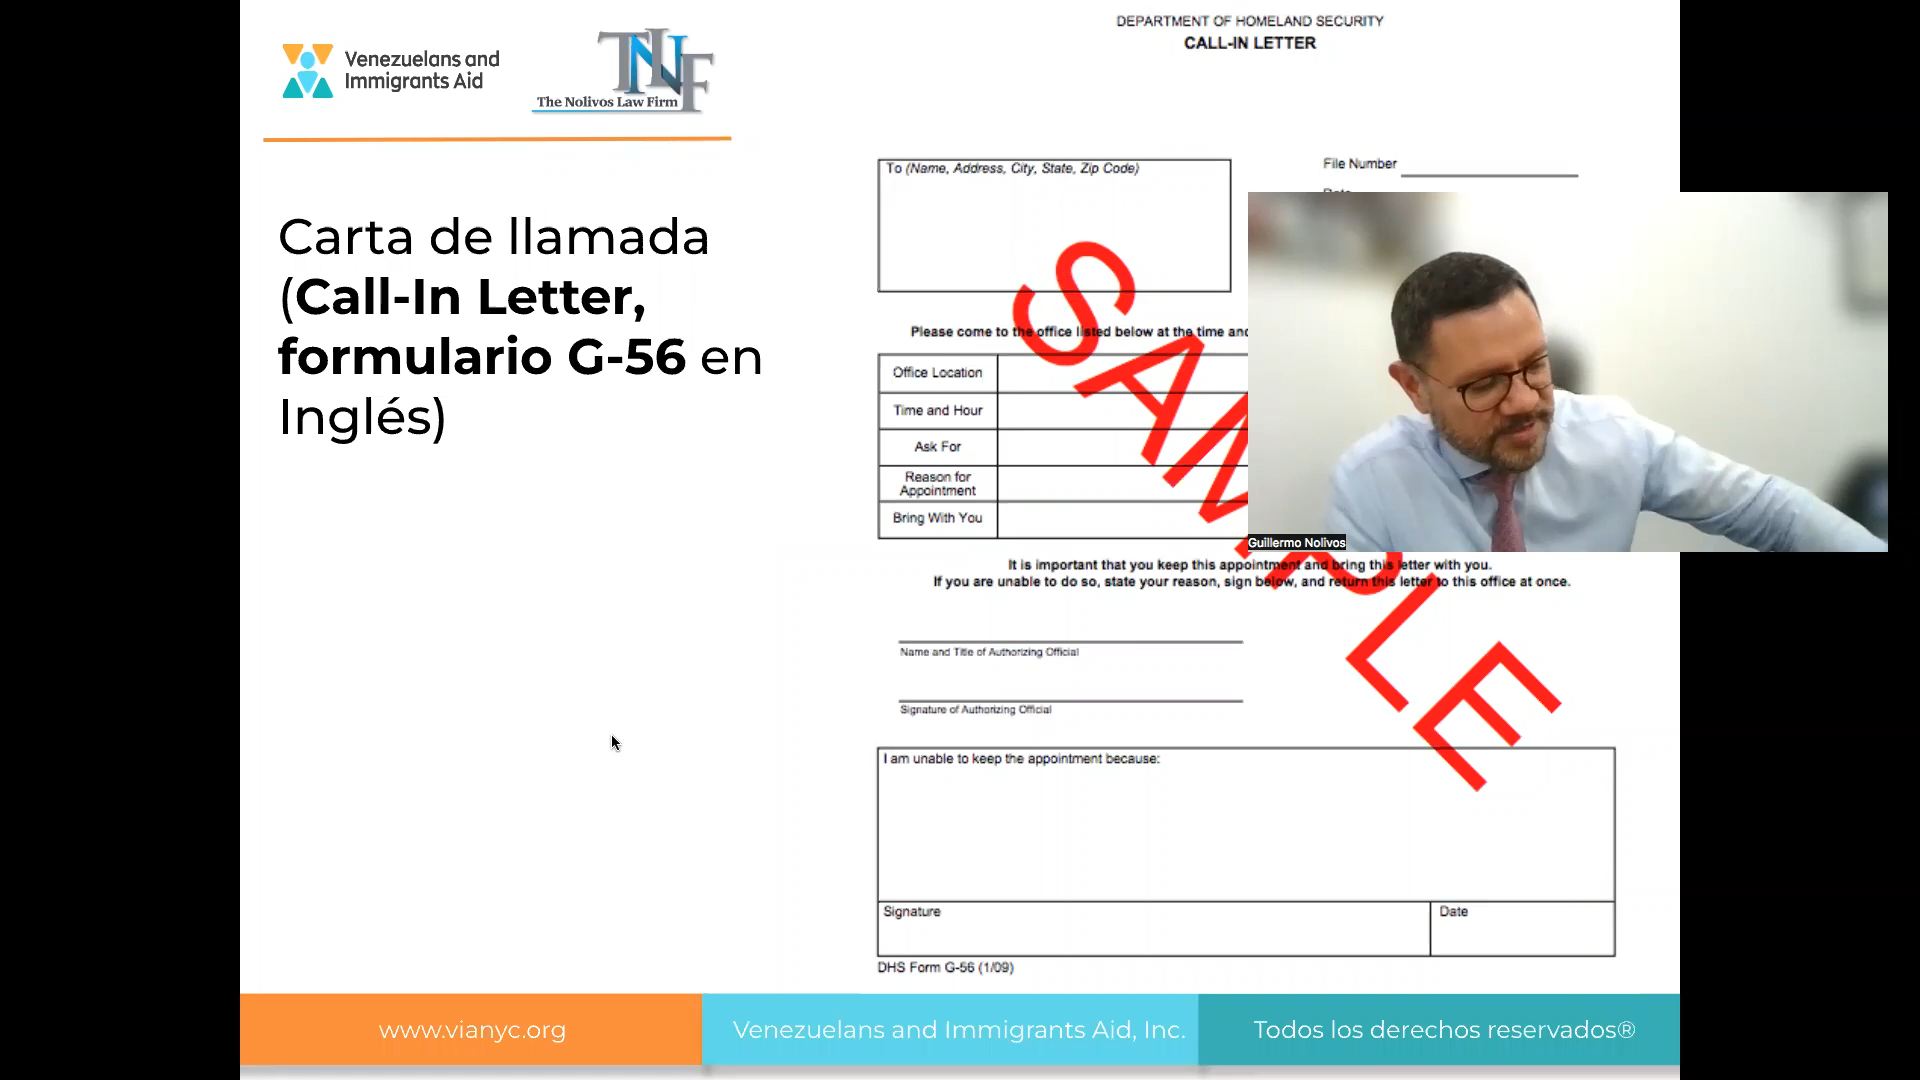 Venezuelans and
Immigrants Aid
TNF
The Nolivos Law Firm
Carta de llamada
(Call-In Letter,
formulario G-56 en
Inglés)
DEPARTMENT OF HOMELAND SECURITY
CALL-IN LETTER
To (Name, Address, City, State, Zip Code)
File Number
Please come to the office listed below at the time and
Office Location
Time and Hour
Ask For
Reason for
Appointment
Bring With You
SAMPLE
Guillermo Nolivos
It is important that you keep this appointment and bring this letter with you.
If you are unable to do so, state your reason, sign below, and return this letter to this office at once.
Name and Title of Authorizing Official
Signature of Authorizing Official
I am unable to keep the appointment because:
Signature
Date
DHS Form G-56 (1/09)
www.vianyc.org
Venezuelans and Immigrants Aid, Inc.
Todos los derechos reservados®